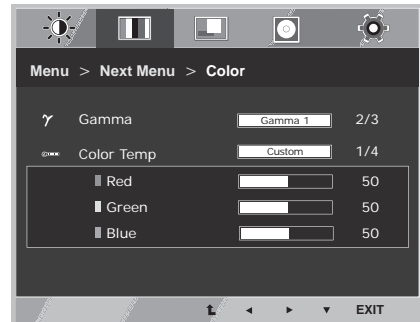 Menu > Next Menu > Color
γ Gamma Gamma 1 2/3
Color Temp Custom 1/4
Red 50
Green 50
Blue 50
EXIT